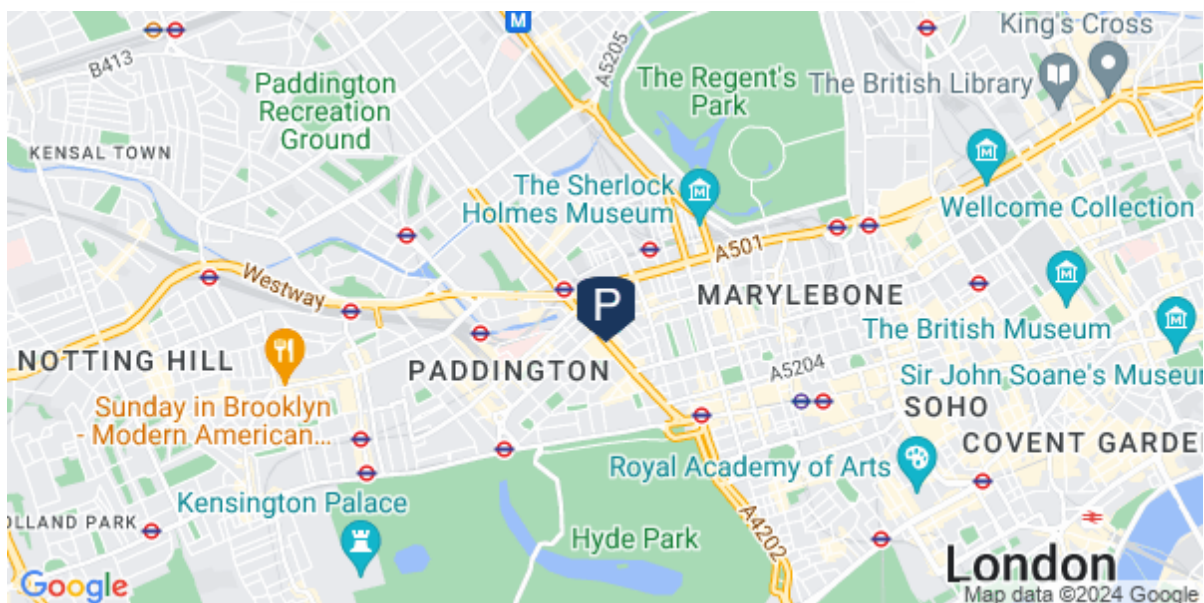 M
King's Cross
B413
A5205
The Regent's
Park
The British Library
Paddington
Recreation
Ground
KENSAL TOWN
The Sherlock
Holmes Museum
Wellcome Collection
A501
Westway
P
MARYLEBONE
The British Museum
NOTTING HILL
PADDINGTON
A5204
Sir John Soane's Museu
Sunday in Brooklyn
- Modern American...
SOHO
COVENT GARDE
Royal Academy of Arts
Kensington Palace
OLLAND PARK
Hyde Park
A4202
London
Google
Map data ©2024 Google